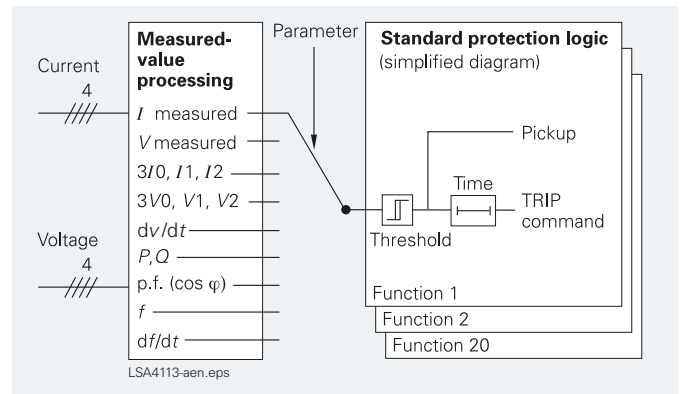 Current
4
Voltage
4
Measured-
value
processing
I measured
V measured
3I0, I1, I2
3V0, V1, V2
dv/dt
P,Q
p.f. (cos φ)
f
df/dt
LSA4113-aen.eps
Parameter
Standard protection logic
(simplified diagram)
Pickup
Time
TRIP
command
Threshold
Function 1
Function 2
Function 20